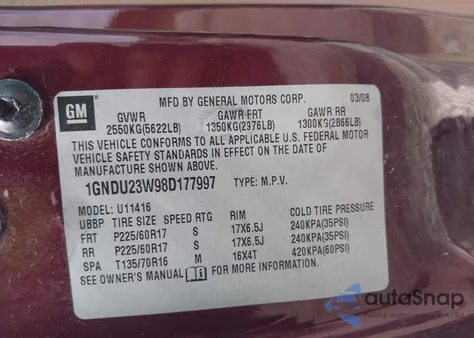 MFD BY GENERAL MOTORS CORP. 03/08
GM GVWR GAWR FRT GAWR RR
2550KG(5622LB) 1350KG(2976LB) 1300KG(2866LB)
THIS VEHICLE CONFORMS TO ALL APPLICABLE U.S. FEDERAL MOTOR
VEHICLE SAFETY STANDARDS IN EFFECT ON THE DATE OF
MANUFACTURE SHOWN ABOVE.
1GNDU23W98D177997 TYPE: M.P.V.
MODEL: U11416
UBBP TIRE SIZE SPEED RTG RIM COLD TIRE PRESSURE
FRT P225/60R17 S 17X6.5J 240KPA(35PSI)
RR P225/60R17 S 17X6.5J 240KPA(35PSI)
SPA T135/70R16 M 16X4T 420KPA(60PSI)
SEE OWNER'S MANUAL FOR MORE INFORMATION.
autoSnap